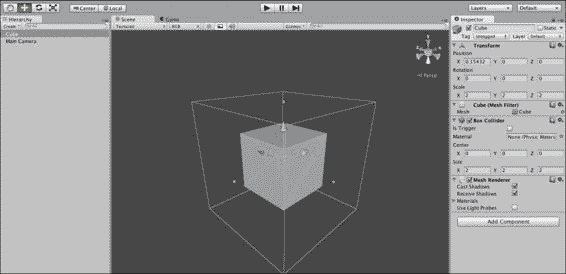 Center Local
Layers Default
Hierarchy
Create All
Cube
Main Camera
Scene Game
Textured RGB Gizmos All
y
Persp
Inspector
Cube Static
Tag Untagged Layer Default
Transform
Position
X 0.15432 Y 0 Z 0
Rotation
X 0 Y 0 Z 0
Scale
X 2 Y 2 Z 2
Cube (Mesh Filter)
Mesh Cube
Box Collider
Is Trigger
Material None (Physic Materi
Center
X 0 Y 0 Z 0
Size
X 2 Y 2 Z 2
Mesh Renderer
Cast Shadows
Receive Shadows
Materials
Use Light Probes
Add Component